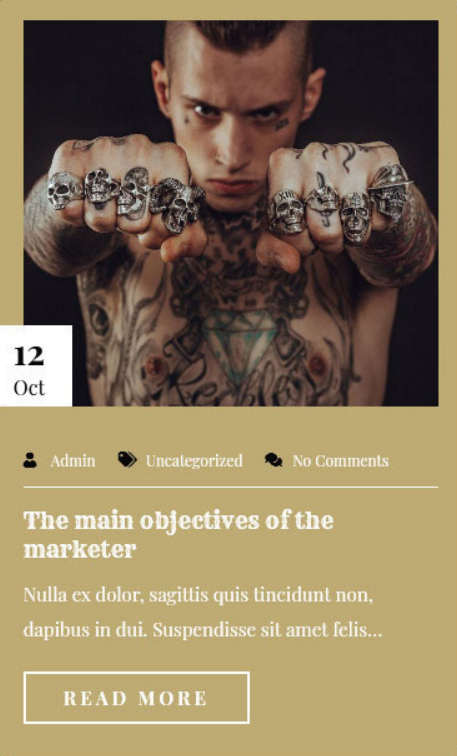 XIII
12
Oct
Admin Uncategorized No Comments
The main objectives of the
marketer
Nulla ex dolor, sagittis quis tincidunt non,
dapibus in dui. Suspendisse sit amet felis...
READ MORE